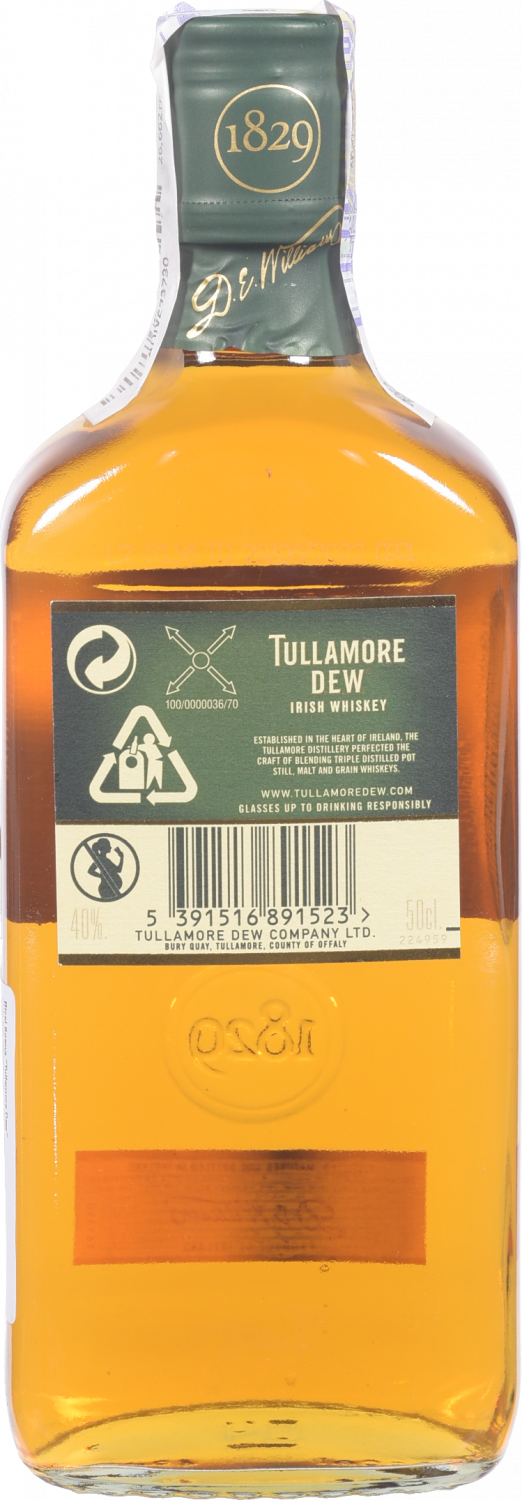 1829
D.E. Williams
100/0000036/70
TULLAMORE
DEW
IRISH WHISKEY
ESTABLISHED IN THE HEART OF IRELAND, THE
TULLAMORE DISTILLERY PERFECTED THE
CRAFT OF BLENDING TRIPLE DISTILLED POT
STILL, MALT AND GRAIN WHISKEYS.
WWW.TULLAMOREDEW.COM
GLASSES UP TO DRINKING RESPONSIBLY
40%.
5 391516 891523 >
50cl.
TULLAMORE DEW COMPANY LTD.
224959
BURY QUAY, TULLAMORE, COUNTY OF OFFALY
1829